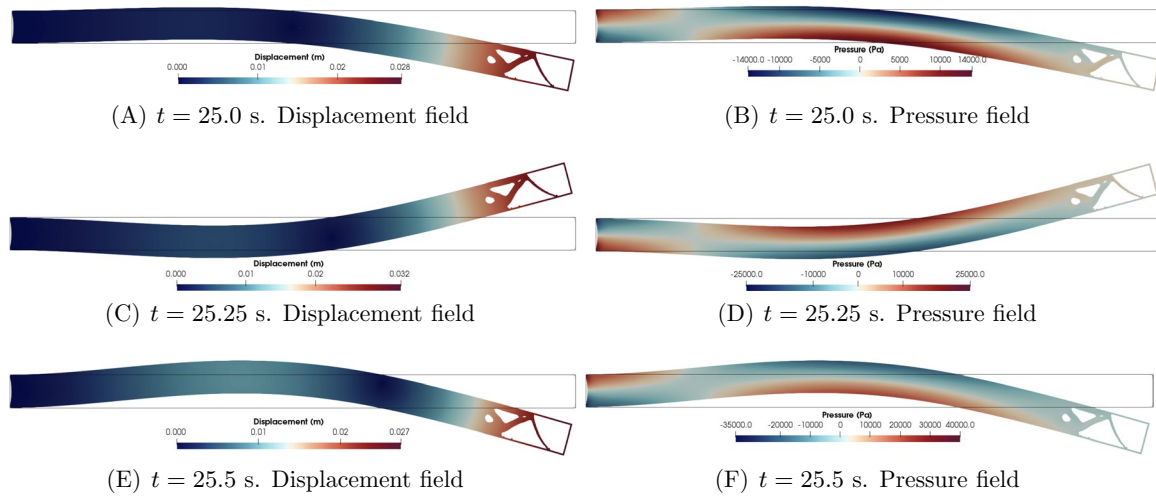 Displacement (m)
0.000 0.01 0.02 0.028
Pressure (Pa)
-14000.0 -10000 -5000 0 5000 10000 14000.0
(A) t = 25.0 s. Displacement field
(B) t = 25.0 s. Pressure field
Displacement (m)
0.000 0.01 0.02 0.032
Pressure (Pa)
-25000.0 -10000 0 10000 25000.0
(C) t = 25.25 s. Displacement field
(D) t = 25.25 s. Pressure field
Displacement (m)
0.000 0.01 0.02 0.027
Pressure (Pa)
-35000.0 -20000 -10000 0 10000 20000 40000.0
(E) t = 25.5 s. Displacement field
(F) t = 25.5 s. Pressure field